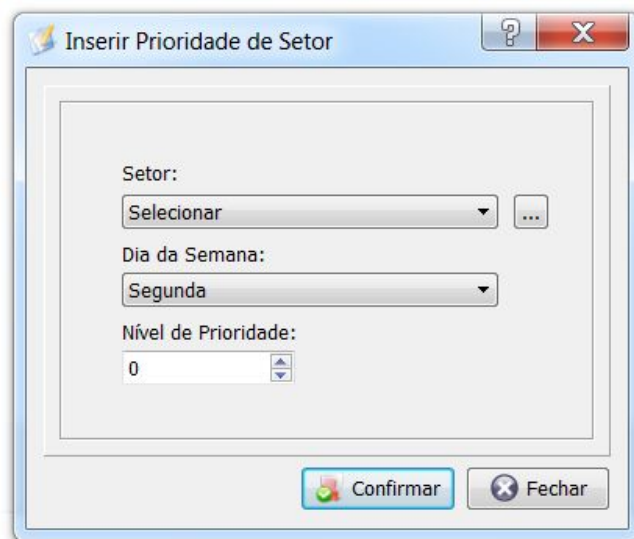 Inserir Prioridade de Setor
Setor:
Selecionar
...
Dia da Semana:
Segunda
Nível de Prioridade:
0
Confirmar
Fechar